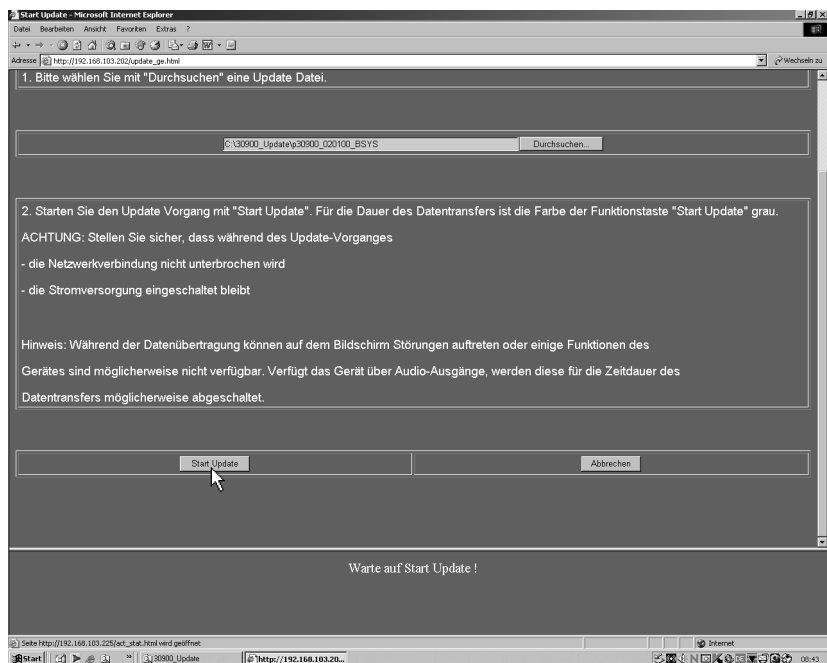 Start Update - Microsoft Internet Explorer
Datei Bearbeiten Ansicht Favoriten Extras ?
Adresse http://192.168.103.202/update_ge.html Wechseln zu
1. Bitte wählen Sie mit "Durchsuchen" eine Update Datei.
C:\30900_Update\p30900_020100_BSYS Durchsuchen...
2. Starten Sie den Update Vorgang mit "Start Update". Für die Dauer des Datentransfers ist die Farbe der Funktionstaste "Start Update" grau.
ACHTUNG: Stellen Sie sicher, dass während des Update-Vorganges
- die Netzwerkverbindung nicht unterbrochen wird
- die Stromversorgung eingeschaltet bleibt
Hinweis: Während der Datenübertragung können auf dem Bildschirm Störungen auftreten oder einige Funktionen des
Gerätes sind möglicherweise nicht verfügbar. Verfügt das Gerät über Audio-Ausgänge, werden diese für die Zeitdauer des
Datentransfers möglicherweise abgeschaltet.
Start Update Abbrechen
Warte auf Start Update !
Seite http://192.168.103.225/act_stat.html wird geöffnet Internet
Start 30900_Update http://192.168.103.20... 08:43